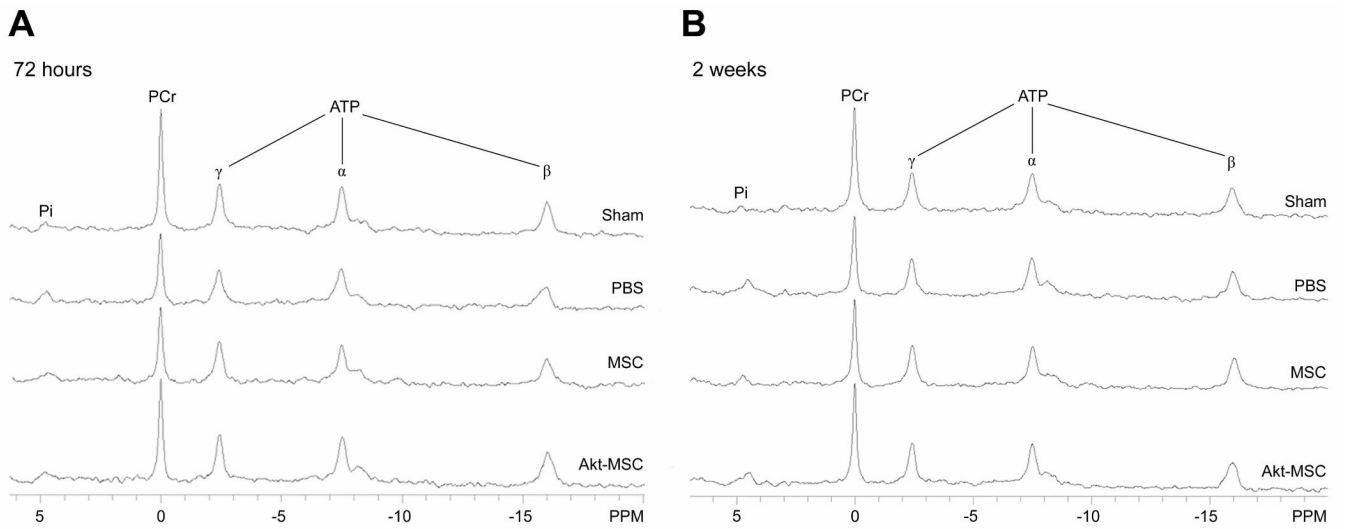 A
72 hours
PCr
ATP
γ
α
β
Pi
Sham
PBS
MSC
Akt-MSC
5 0 -5 -10 -15 PPM
B
2 weeks
PCr
ATP
γ
α
β
Pi
Sham
PBS
MSC
Akt-MSC
5 0 -5 -10 -15 PPM